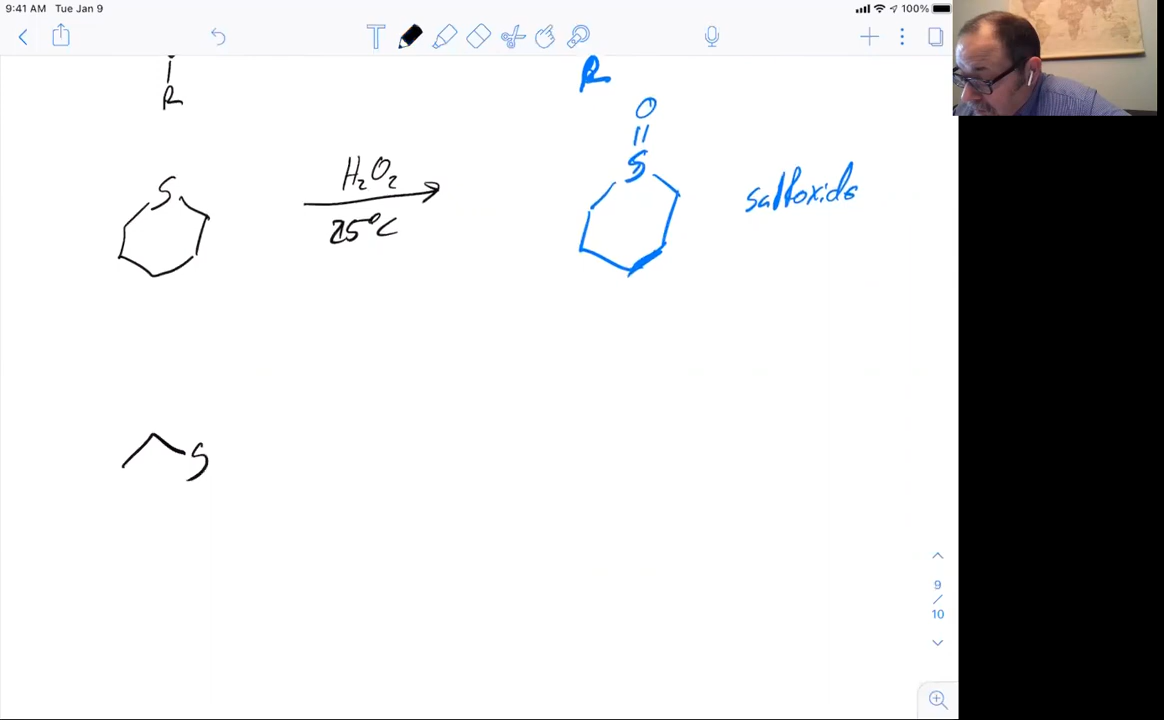 9:41 AM Tue Jan 9
100%
T
R
R
O
S
S
H₂O₂
25°C
sulfoxide
S
9
/
10